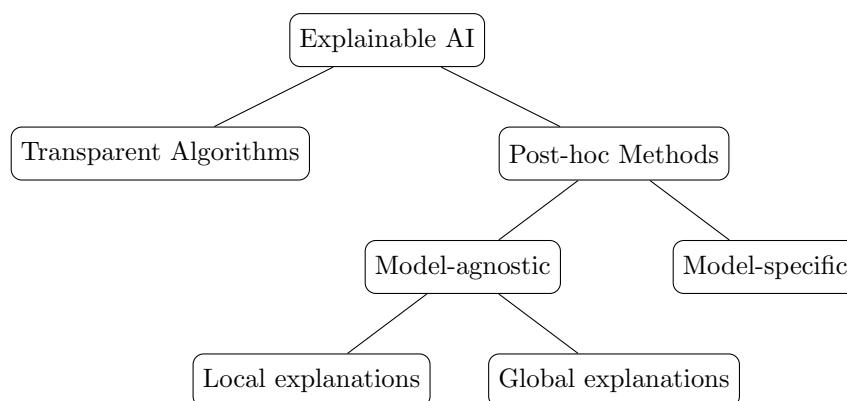 Explainable AI
Transparent Algorithms
Post-hoc Methods
Model-agnostic
Model-specific
Local explanations
Global explanations